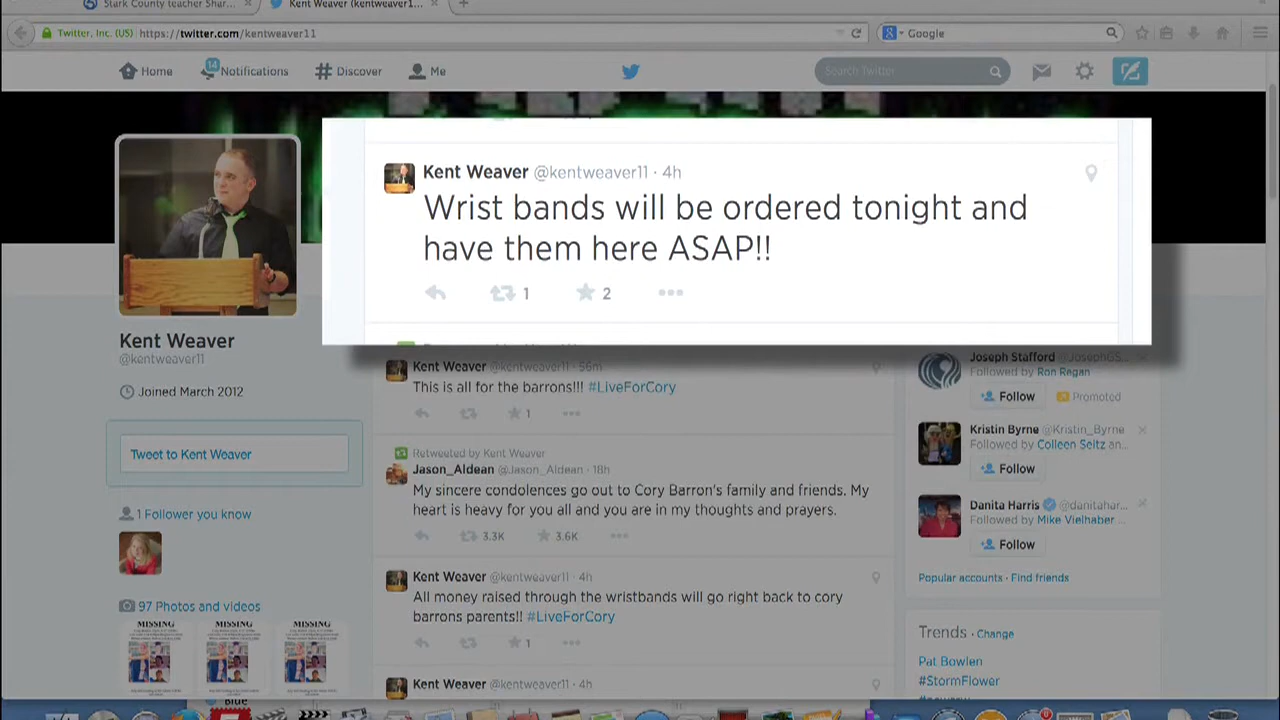 Stark County teacher Shar...
Kent Weaver (kentweaver1...
Twitter, Inc. (US) https://twitter.com/kentweaver11
Google
Home
14
Notifications
Discover
Me
Search Twitter
Kent Weaver @kentweaver11 · 4h
Wrist bands will be ordered tonight and
have them here ASAP!!
1
2
Kent Weaver
@kentweaver11
Joined March 2012
Tweet to Kent Weaver
1 Follower you know
97 Photos and videos
MISSING
MISSING
MISSING
Kent Weaver @kentweaver11 · 56m
This is all for the barrons!!! #LiveForCory
1
Retweeted by Kent Weaver
Jason_Aldean @Jason_Aldean · 18h
My sincere condolences go out to Cory Barron's family and friends. My
heart is heavy for you all and you are in my thoughts and prayers.
3.3K
3.6K
Kent Weaver @kentweaver11 · 4h
All money raised through the wristbands will go right back to cory
barrons parents!! #LiveForCory
1
Kent Weaver @kentweaver11 · 4h
Joseph Stafford @JosephGS...
Followed by Ron Regan
Follow
Promoted
Kristin Byrne @Kristin_Byrne
Followed by Colleen Seitz an...
Follow
Danita Harris @danitahar...
Followed by Mike Vielhaber ...
Follow
Popular accounts · Find friends
Trends · Change
Pat Bowlen
#StormFlower
Blue